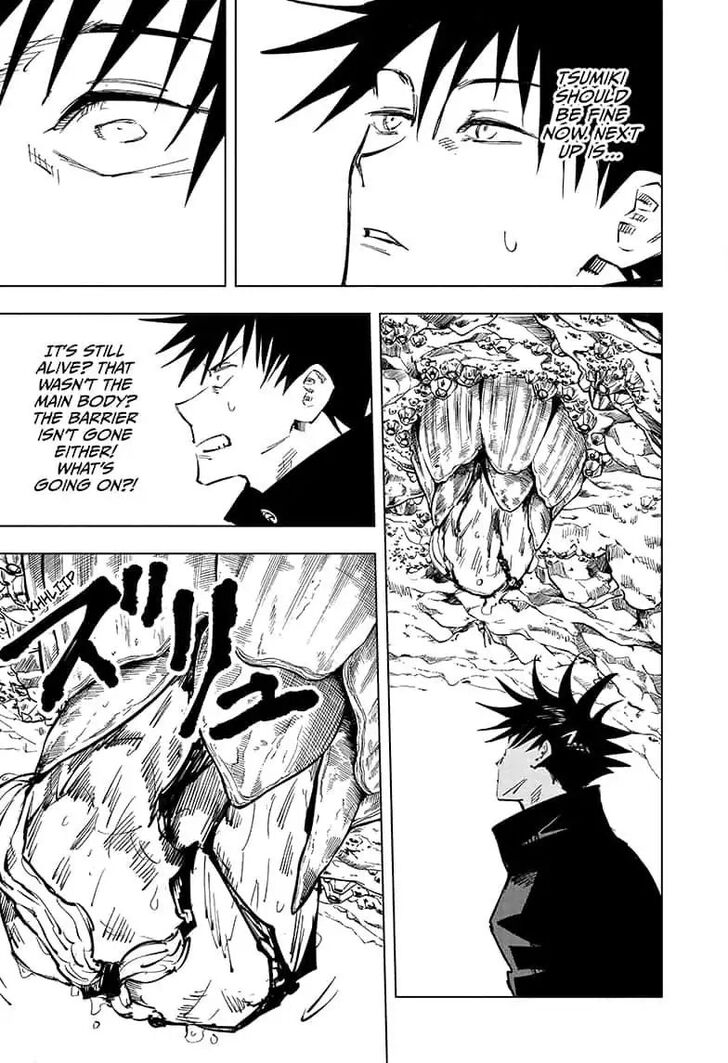 TSUMIKI
SHOULD
BE FINE
NOW. NEXT
UP IS...
IT'S STILL
ALIVE? THAT
WASN'T THE
MAIN BODY?
THE BARRIER
ISN'T GONE
EITHER!
WHAT'S
GOING ON?!
KHHLIIP
ズリュ